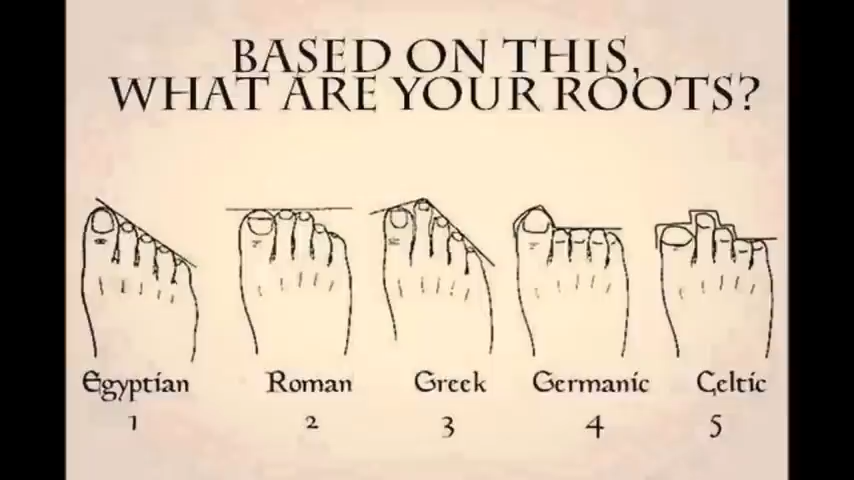 BASED ON THIS,
WHAT ARE YOUR ROOTS?
Egyptian Roman Greek Germanic Celtic
1 2 3 4 5